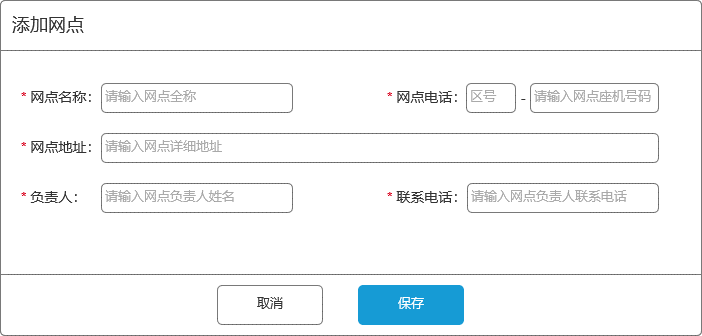 添加网点
* 网点名称： 请输入网点全称 * 网点电话： 区号 - 请输入网点座机号码
* 网点地址： 请输入网点详细地址
* 负责人： 请输入网点负责人姓名 * 联系电话： 请输入网点负责人联系电话
取消 保存